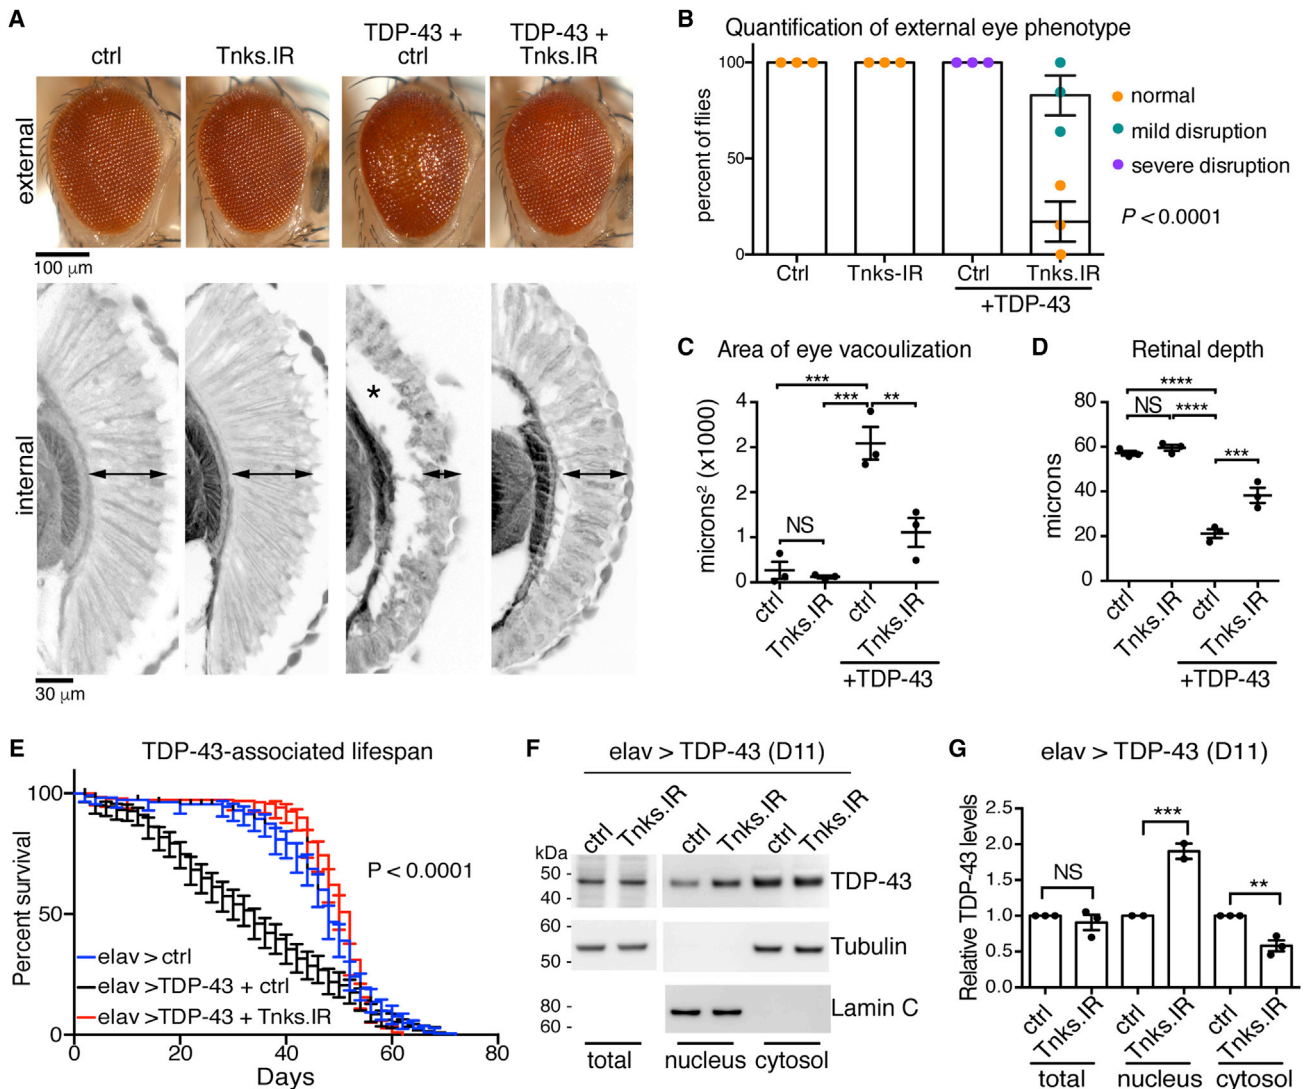 A
ctrl
Tnks.IR
TDP-43 +
ctrl
TDP-43 +
Tnks.IR
external
100 μm
internal
*
30 μm
B
Quantification of external eye phenotype
percent of flies
100
50
0
Ctrl
Tnks-IR
Ctrl
Tnks.IR
+TDP-43
normal
mild disruption
severe disruption
P < 0.0001
C
Area of eye vacoulization
microns² (x1000)
4
2
2
1
0
***
***
**
NS
ctrl
Tnks.IR
ctrl
Tnks.IR
+TDP-43
D
Retinal depth
microns
80
60
40
20
0
****
NS
****
***
ctrl
Tnks.IR
ctrl
Tnks.IR
+TDP-43
E
TDP-43-associated lifespan
Percent survival
100
50
0
P < 0.0001
elav > ctrl
elav >TDP-43 + ctrl
elav >TDP-43 + Tnks.IR
0
20
40
60
80
Days
F
elav > TDP-43 (D11)
ctrl
Tnks.IR
ctrl
Tnks.IR
ctrl
Tnks.IR
kDa
50 -
40 -
TDP-43
60 -
50 -
Tubulin
80 -
60 -
Lamin C
total
nucleus
cytosol
G
elav > TDP-43 (D11)
Relative TDP-43 levels
2.5
2.0
1.5
1.0
0.5
0.0
NS
***
**
ctrl
Tnks.IR
ctrl
Tnks.IR
ctrl
Tnks.IR
total
nucleus
cytosol